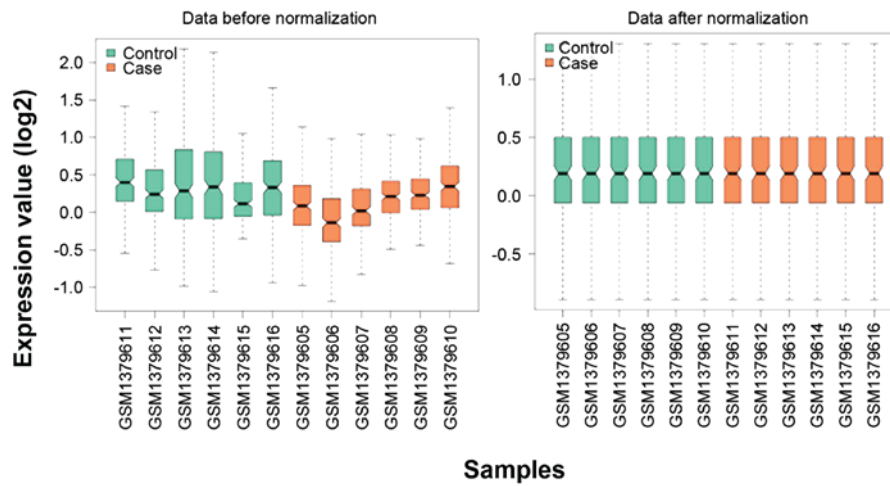 Data before normalization
Data after normalization
Expression value (log2)
Control
Case
2.0
1.5
1.0
0.5
0.0
-0.5
-1.0
GSM1379611
GSM1379612
GSM1379613
GSM1379614
GSM1379615
GSM1379616
GSM1379605
GSM1379606
GSM1379607
GSM1379608
GSM1379609
GSM1379610
Control
Case
1.0
0.5
0.0
-0.5
GSM1379605
GSM1379606
GSM1379607
GSM1379608
GSM1379609
GSM1379610
GSM1379611
GSM1379612
GSM1379613
GSM1379614
GSM1379615
GSM1379616
Samples